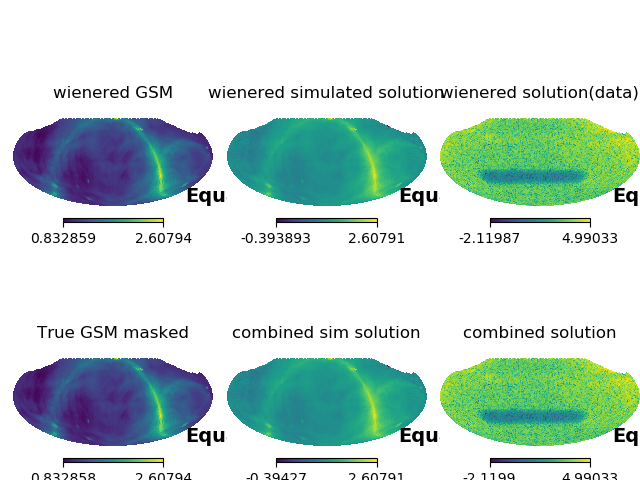 wienered GSM wienered simulated solution wienered solution(data)
Equ Equ Eq
0.832859 2.60794 -0.393893 2.60791 -2.11987 4.99033
True GSM masked combined sim solution combined solution
Equ Equ Eq
0.832858 2.60794 -0.39427 2.60791 -2.1199 4.99033